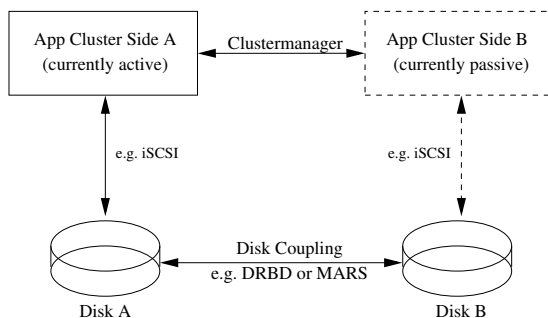 App Cluster Side A
(currently active)
Clustermanager
App Cluster Side B
(currently passive)
e.g. iSCSI
e.g. iSCSI
Disk Coupling
e.g. DRBD or MARS
Disk A
Disk B